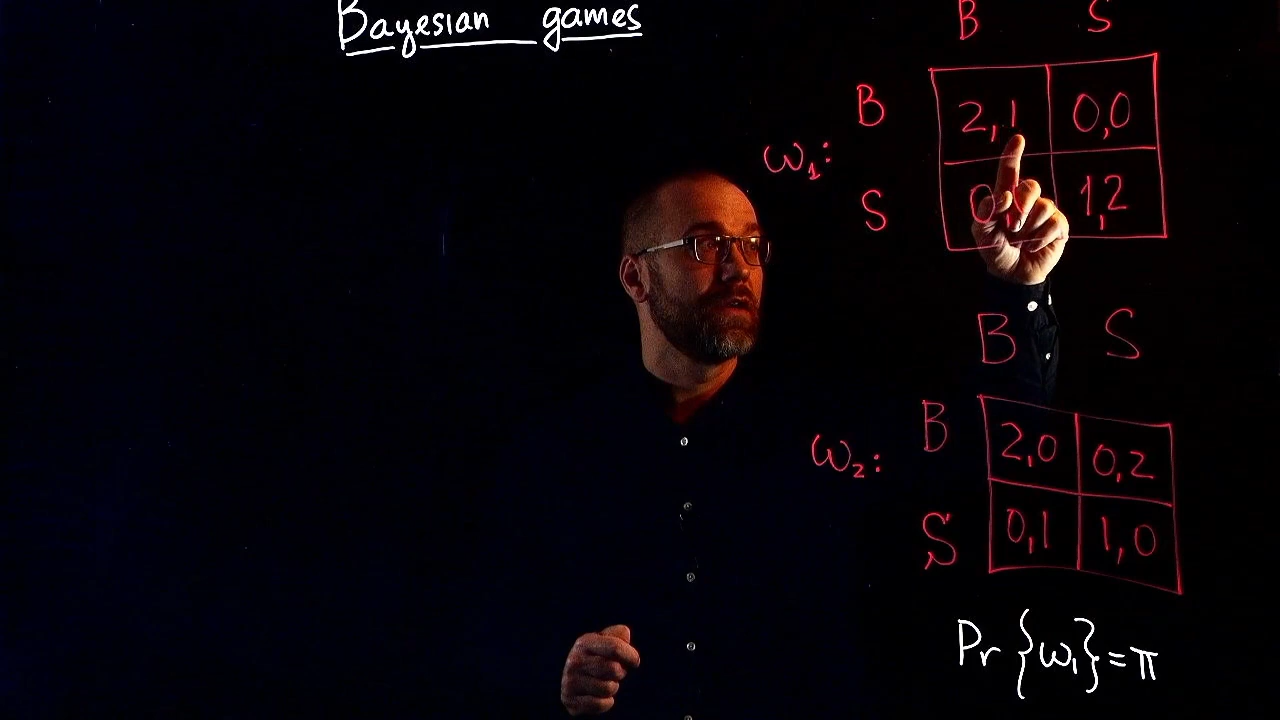 Bayesian games
B S
B 2,1 0,0
ω₁:
S 0, 1,2
B S
B 2,0 0,2
ω₂:
S 0,1 1,0
Pr {ω₁} = π